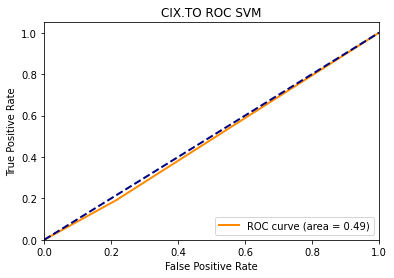 CIX.TO ROC SVM
True Positive Rate
1.0
0.8
0.6
0.4
0.2
0.0
ROC curve (area = 0.49)
0.0 0.2 0.4 0.6 0.8 1.0
False Positive Rate